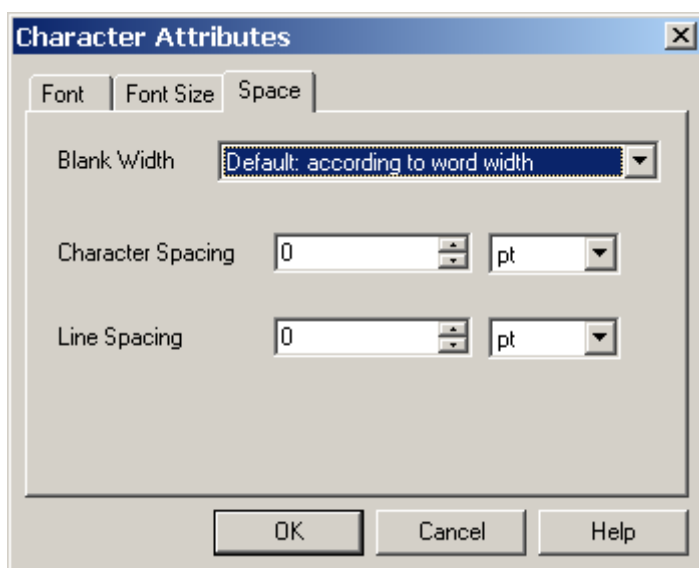 Character Attributes
Font Font Size Space
Blank Width Default: according to word width
Character Spacing 0 pt
Line Spacing 0 pt
OK Cancel Help